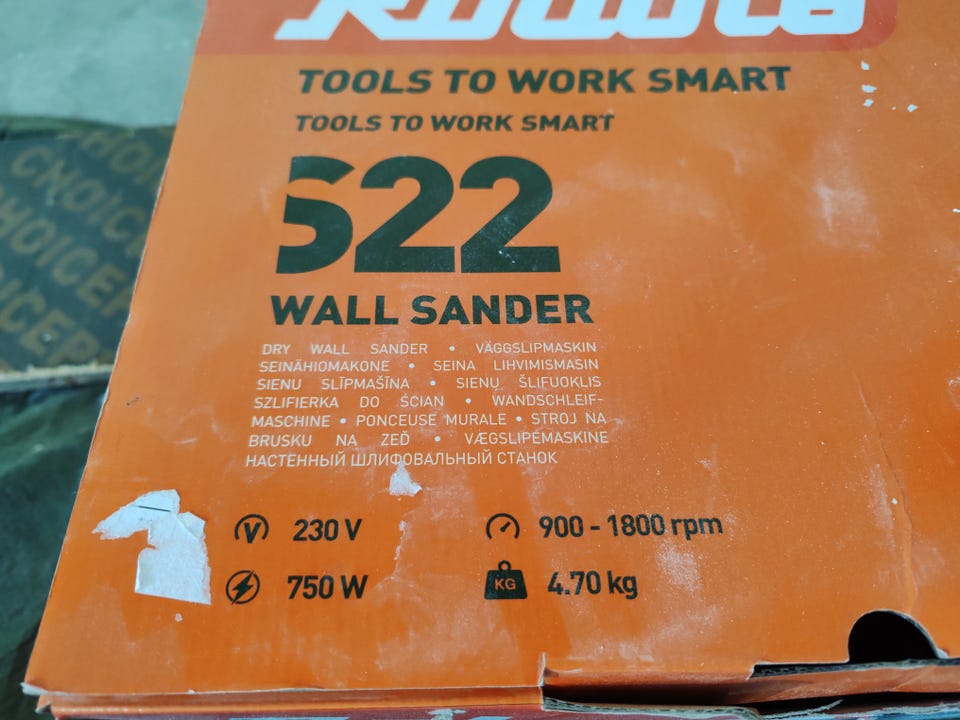 TOOLS TO WORK SMART
TOOLS TO WORK SMART
S22
WALL SANDER
DRY WALL SANDER • VÄGGSLIPMASKIN
SEINÄHIOMAKONE • SEINA LIHVIMISMASIN
SIENU SLĪPMAŠĪNA • SIENŲ ŠLIFUOKLIS
SZLIFIERKA DO ŚCIAN • WANDSCHLEIF-
MASCHINE • PONCEUSE MURALE • STROJ NA
BRUSKU NA ZEĎ • VÆGSLIPEMASKINE
НАСТЕННЫЙ ШЛИФОВАЛЬНЫЙ СТАНОК
V 230 V
900 - 1800 rpm
750 W
KG 4.70 kg
CHOICE